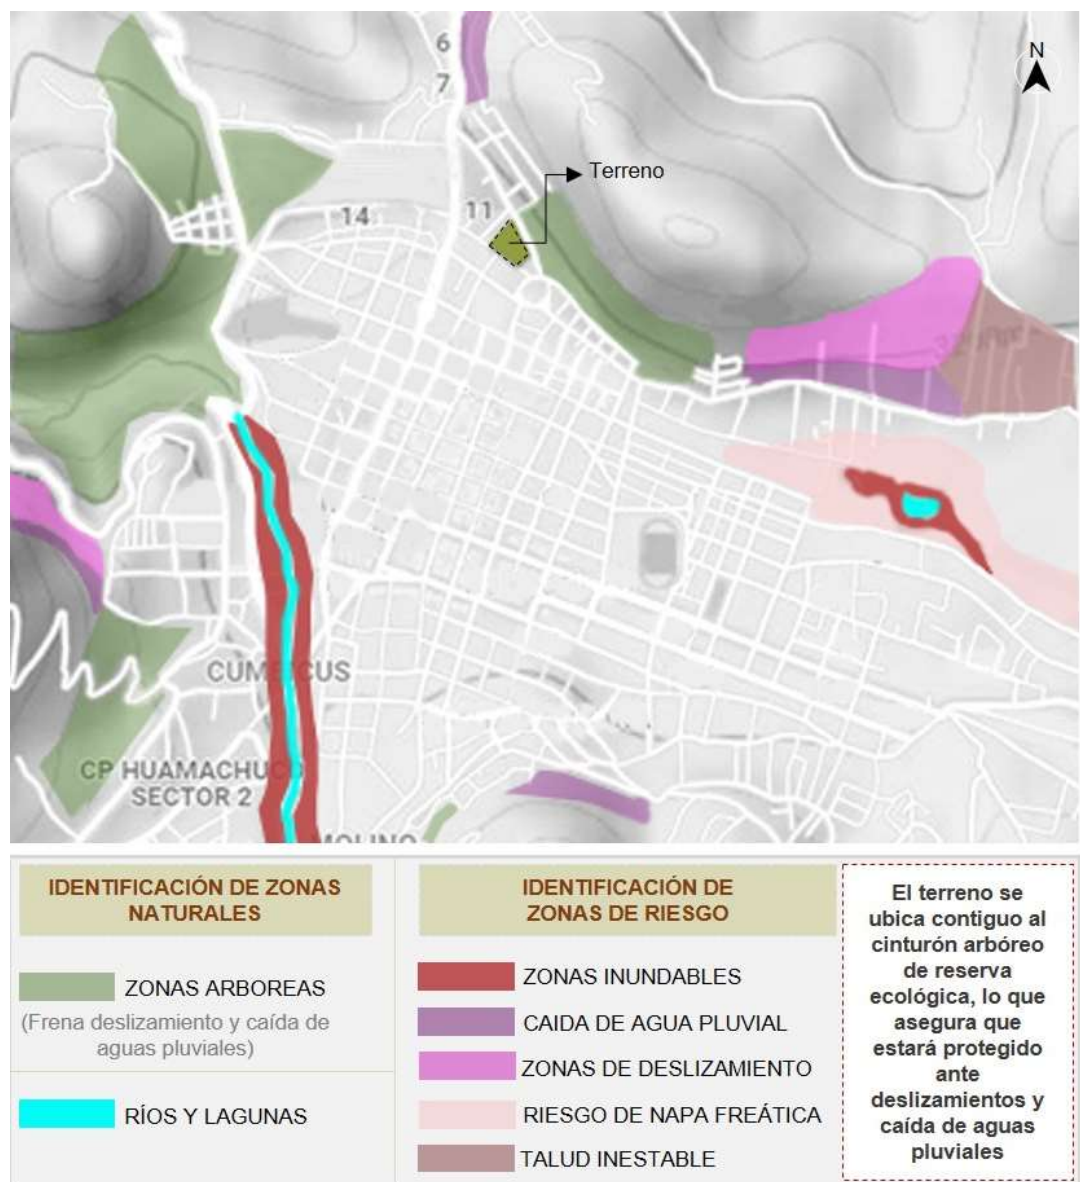 6
7
N
Terreno
11
14
CUMBICUS
CP HUAMACHUCO
SECTOR 2
MOLINO
IDENTIFICACIÓN DE ZONAS
NATURALES
ZONAS ARBOREAS
(Frena deslizamiento y caída de
aguas pluviales)
RÍOS Y LAGUNAS
IDENTIFICACIÓN DE
ZONAS DE RIESGO
ZONAS INUNDABLES
CAIDA DE AGUA PLUVIAL
ZONAS DE DESLIZAMIENTO
RIESGO DE NAPA FREÁTICA
TALUD INESTABLE
El terreno se
ubica contiguo al
cinturón arbóreo
de reserva
ecológica, lo que
asegura que
estará protegido
ante
deslizamientos y
caída de aguas
pluviales